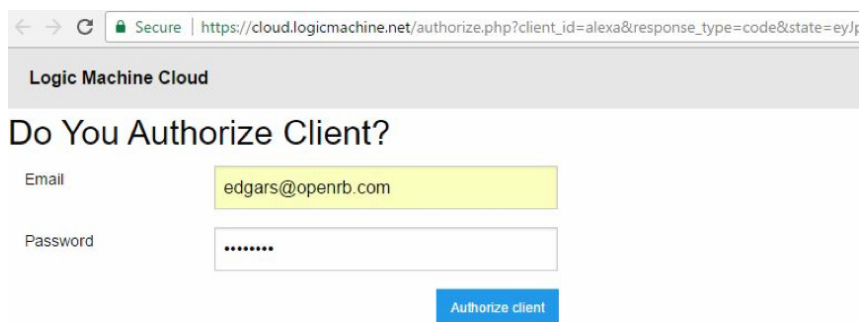 Secure | https://cloud.logicmachine.net/authorize.php?client_id=alexa&response_type=code&state=eyJp
Logic Machine Cloud
Do You Authorize Client?
Email
edgars@openrb.com
Password
••••••••
Authorize client